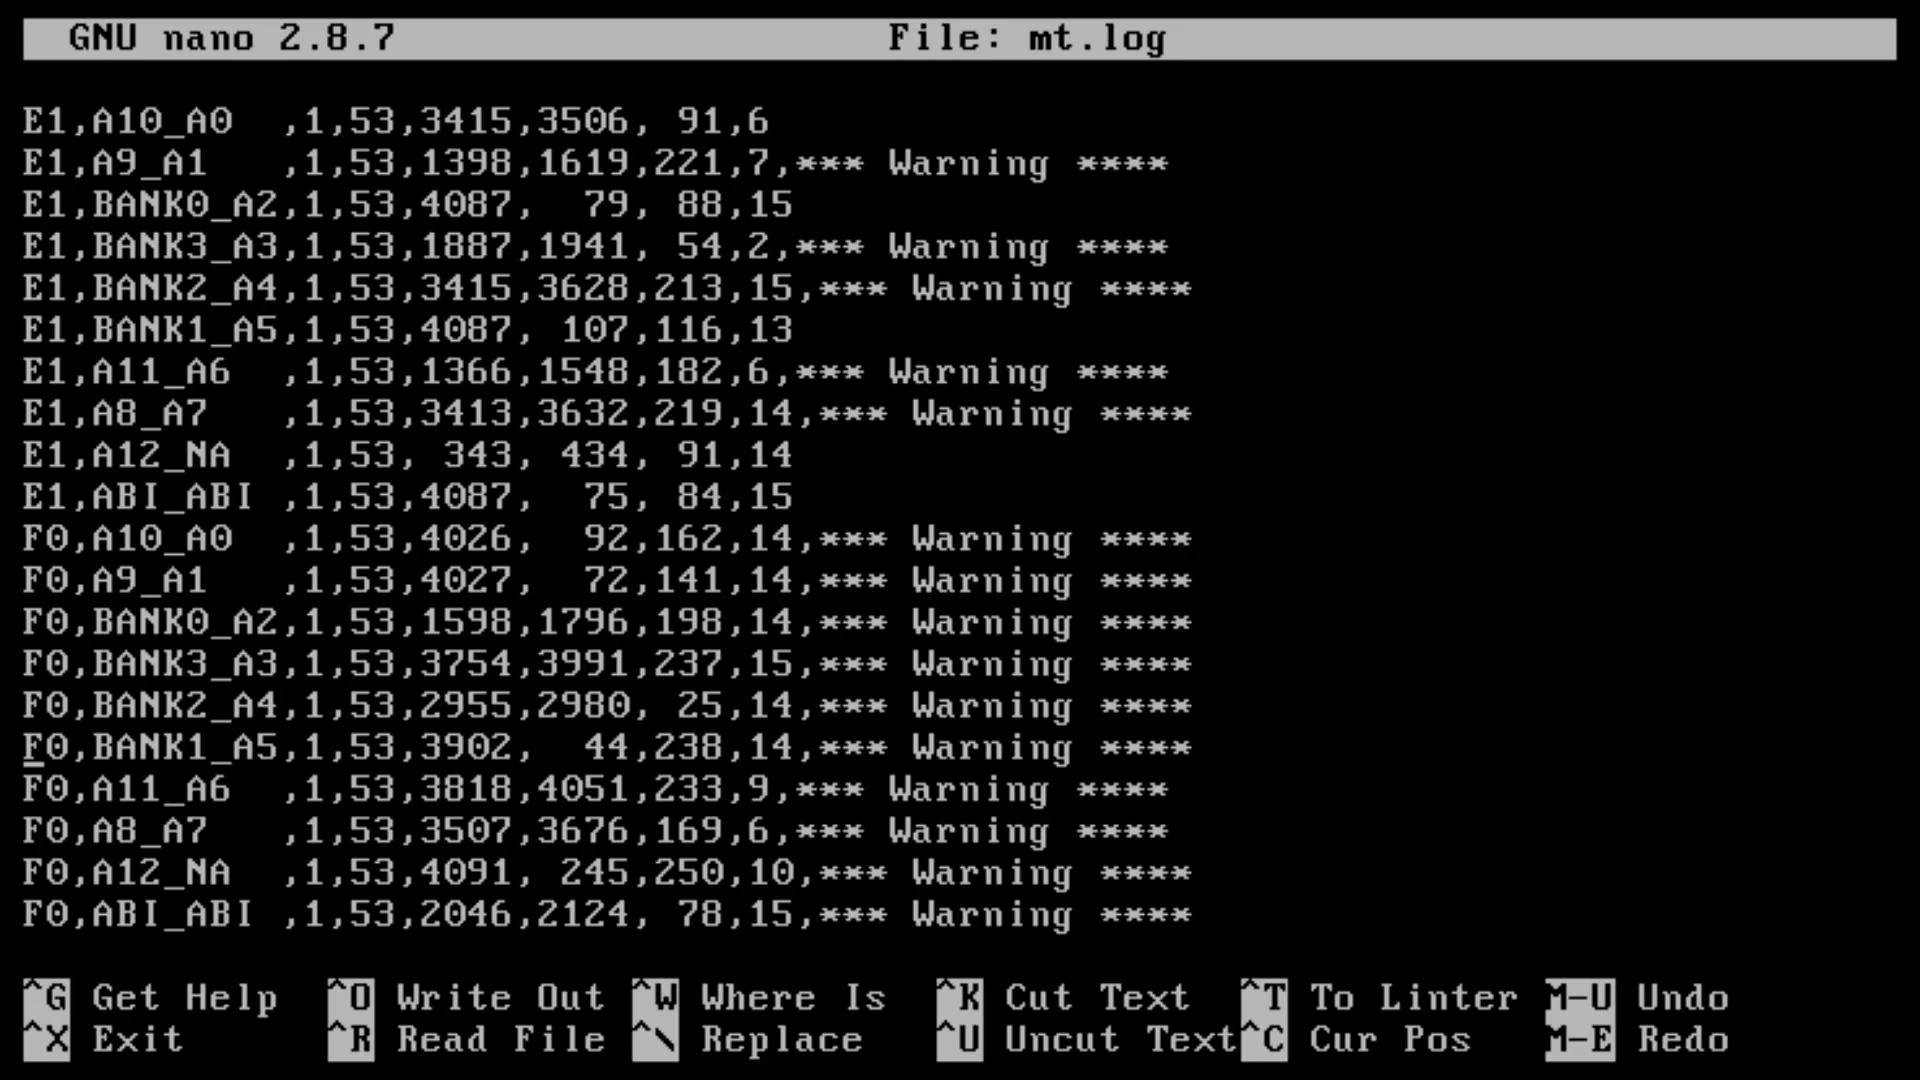 GNU nano 2.8.7                     File: mt.log
E1,A10_A0  ,1,53,3415,3506, 91,6
E1,A9_A1   ,1,53,1398,1619,221,7,*** Warning ****
E1,BANK0_A2,1,53,4087,  79, 88,15
E1,BANK3_A3,1,53,1887,1941, 54,2,*** Warning ****
E1,BANK2_A4,1,53,3415,3628,213,15,*** Warning ****
E1,BANK1_A5,1,53,4087, 107,116,13
E1,A11_A6  ,1,53,1366,1548,182,6,*** Warning ****
E1,A8_A7   ,1,53,3413,3632,219,14,*** Warning ****
E1,A12_NA  ,1,53, 343, 434, 91,14
E1,ABI_ABI ,1,53,4087,  75, 84,15
F0,A10_A0  ,1,53,4026,  92,162,14,*** Warning ****
F0,A9_A1   ,1,53,4027,  72,141,14,*** Warning ****
F0,BANK0_A2,1,53,1598,1796,198,14,*** Warning ****
F0,BANK3_A3,1,53,3754,3991,237,15,*** Warning ****
F0,BANK2_A4,1,53,2955,2980, 25,14,*** Warning ****
F0,BANK1_A5,1,53,3902,  44,238,14,*** Warning ****
F0,A11_A6  ,1,53,3818,4051,233,9,*** Warning ****
F0,A8_A7   ,1,53,3507,3676,169,6,*** Warning ****
F0,A12_NA  ,1,53,4091, 245,250,10,*** Warning ****
F0,ABI_ABI ,1,53,2046,2124, 78,15,*** Warning ****
^G Get Help  ^O Write Out ^W Where Is  ^K Cut Text  ^T To Linter M-U Undo
^X Exit      ^R Read File ^\ Replace   ^U Uncut Text^C Cur Pos   M-E Redo